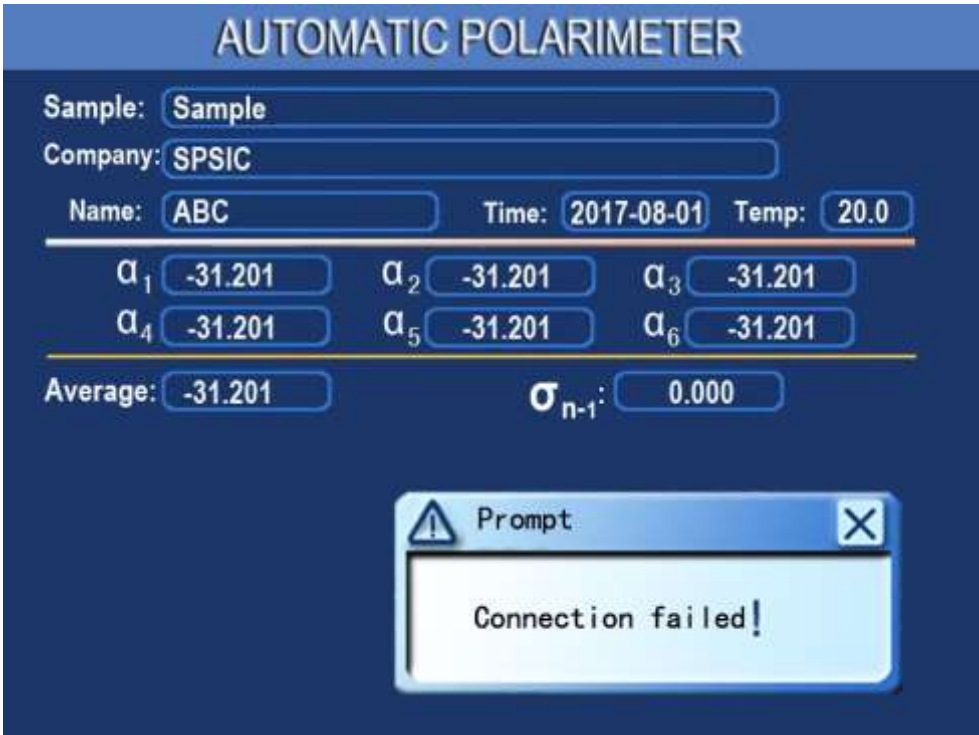 AUTOMATIC POLARIMETER
Sample: Sample
Company: SPSIC
Name: ABC Time: 2017-08-01 Temp: 20.0
α1 -31.201 α2 -31.201 α3 -31.201
α4 -31.201 α5 -31.201 α6 -31.201
Average: -31.201 σn-1: 0.000
Prompt
Connection failed!